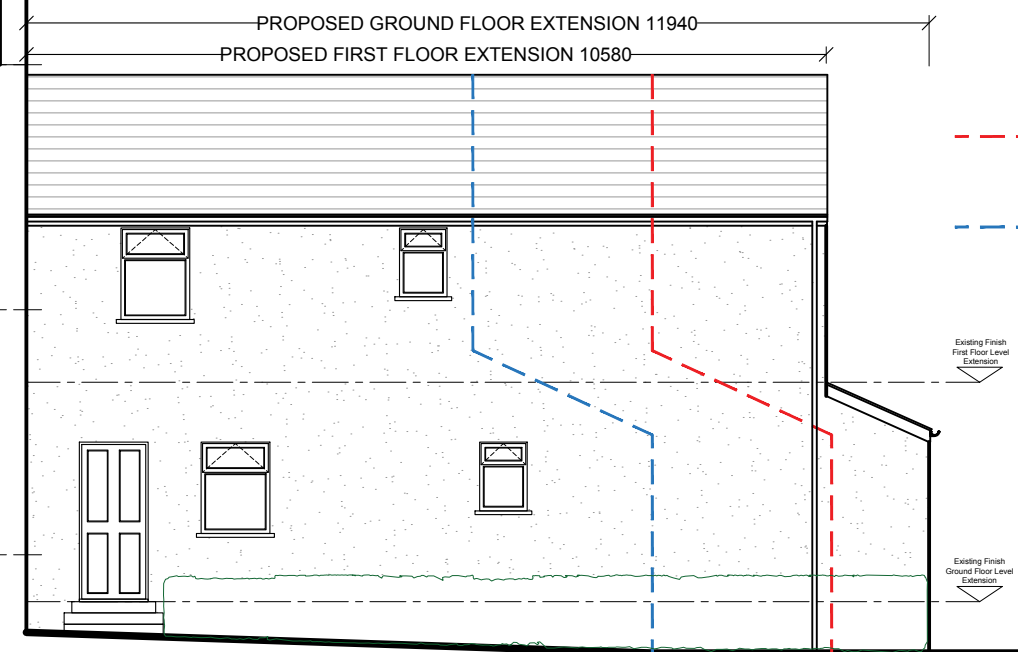 PROPOSED GROUND FLOOR EXTENSION 11940
PROPOSED FIRST FLOOR EXTENSION 10580
Existing Finish
First Floor Level
Extension
Existing Finish
Ground Floor Level
Extension